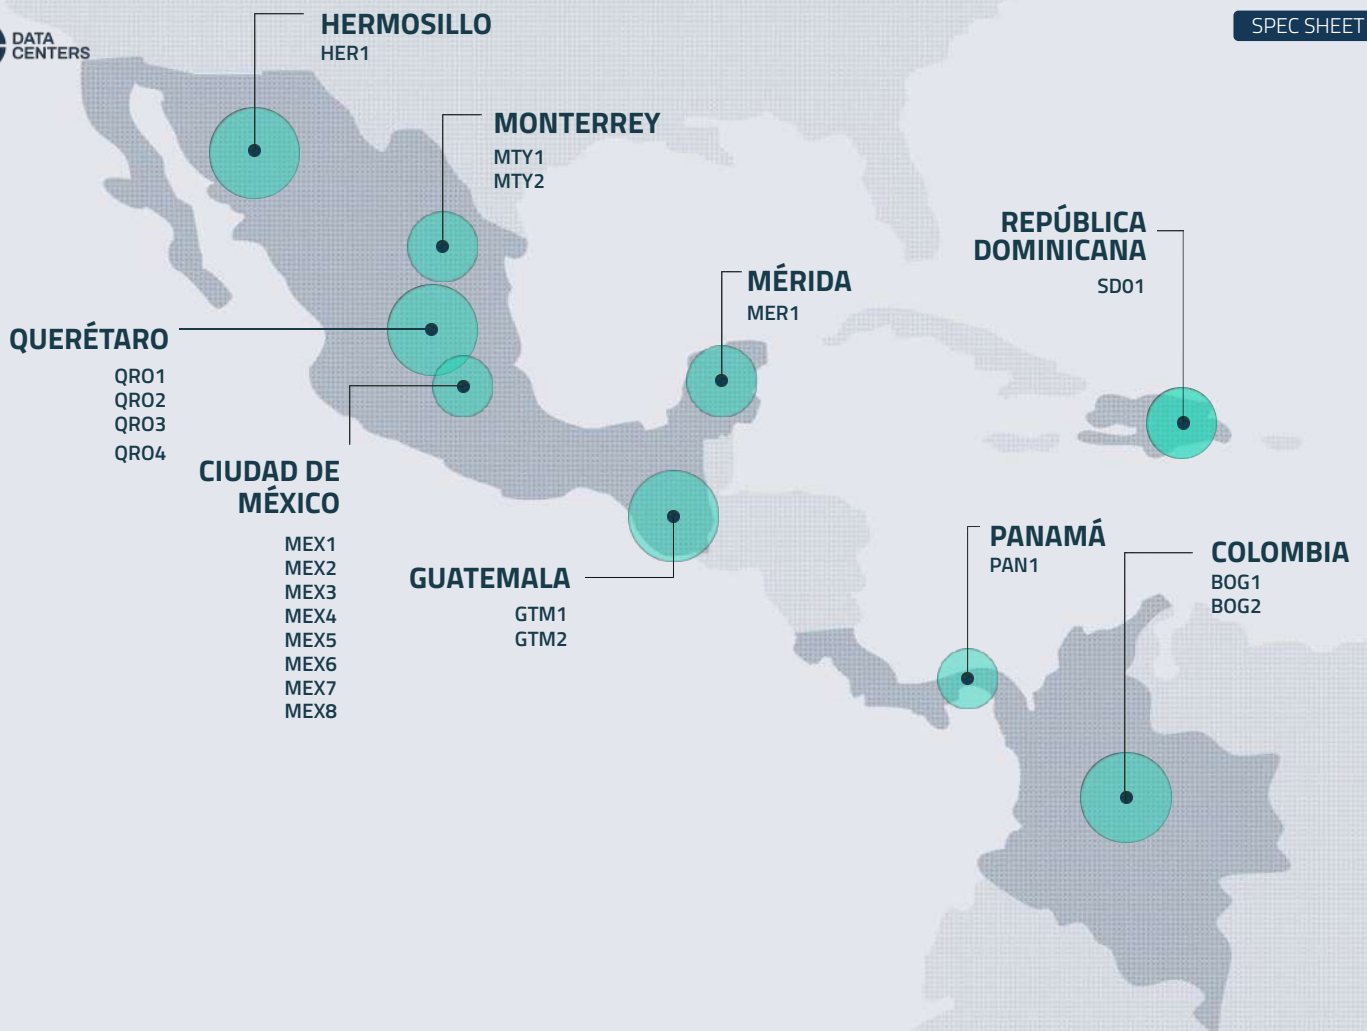 DATA
CENTERS
SPEC SHEET
HERMOSILLO
HER1
MONTERREY
MTY1
MTY2
REPÚBLICA
DOMINICANA
SDO1
MÉRIDA
MER1
QUERÉTARO
QRO1
QRO2
QRO3
QRO4
CIUDAD DE
MÉXICO
MEX1
MEX2
MEX3
MEX4
MEX5
MEX6
MEX7
MEX8
GUATEMALA
GTM1
GTM2
PANAMÁ
PAN1
COLOMBIA
BOG1
BOG2